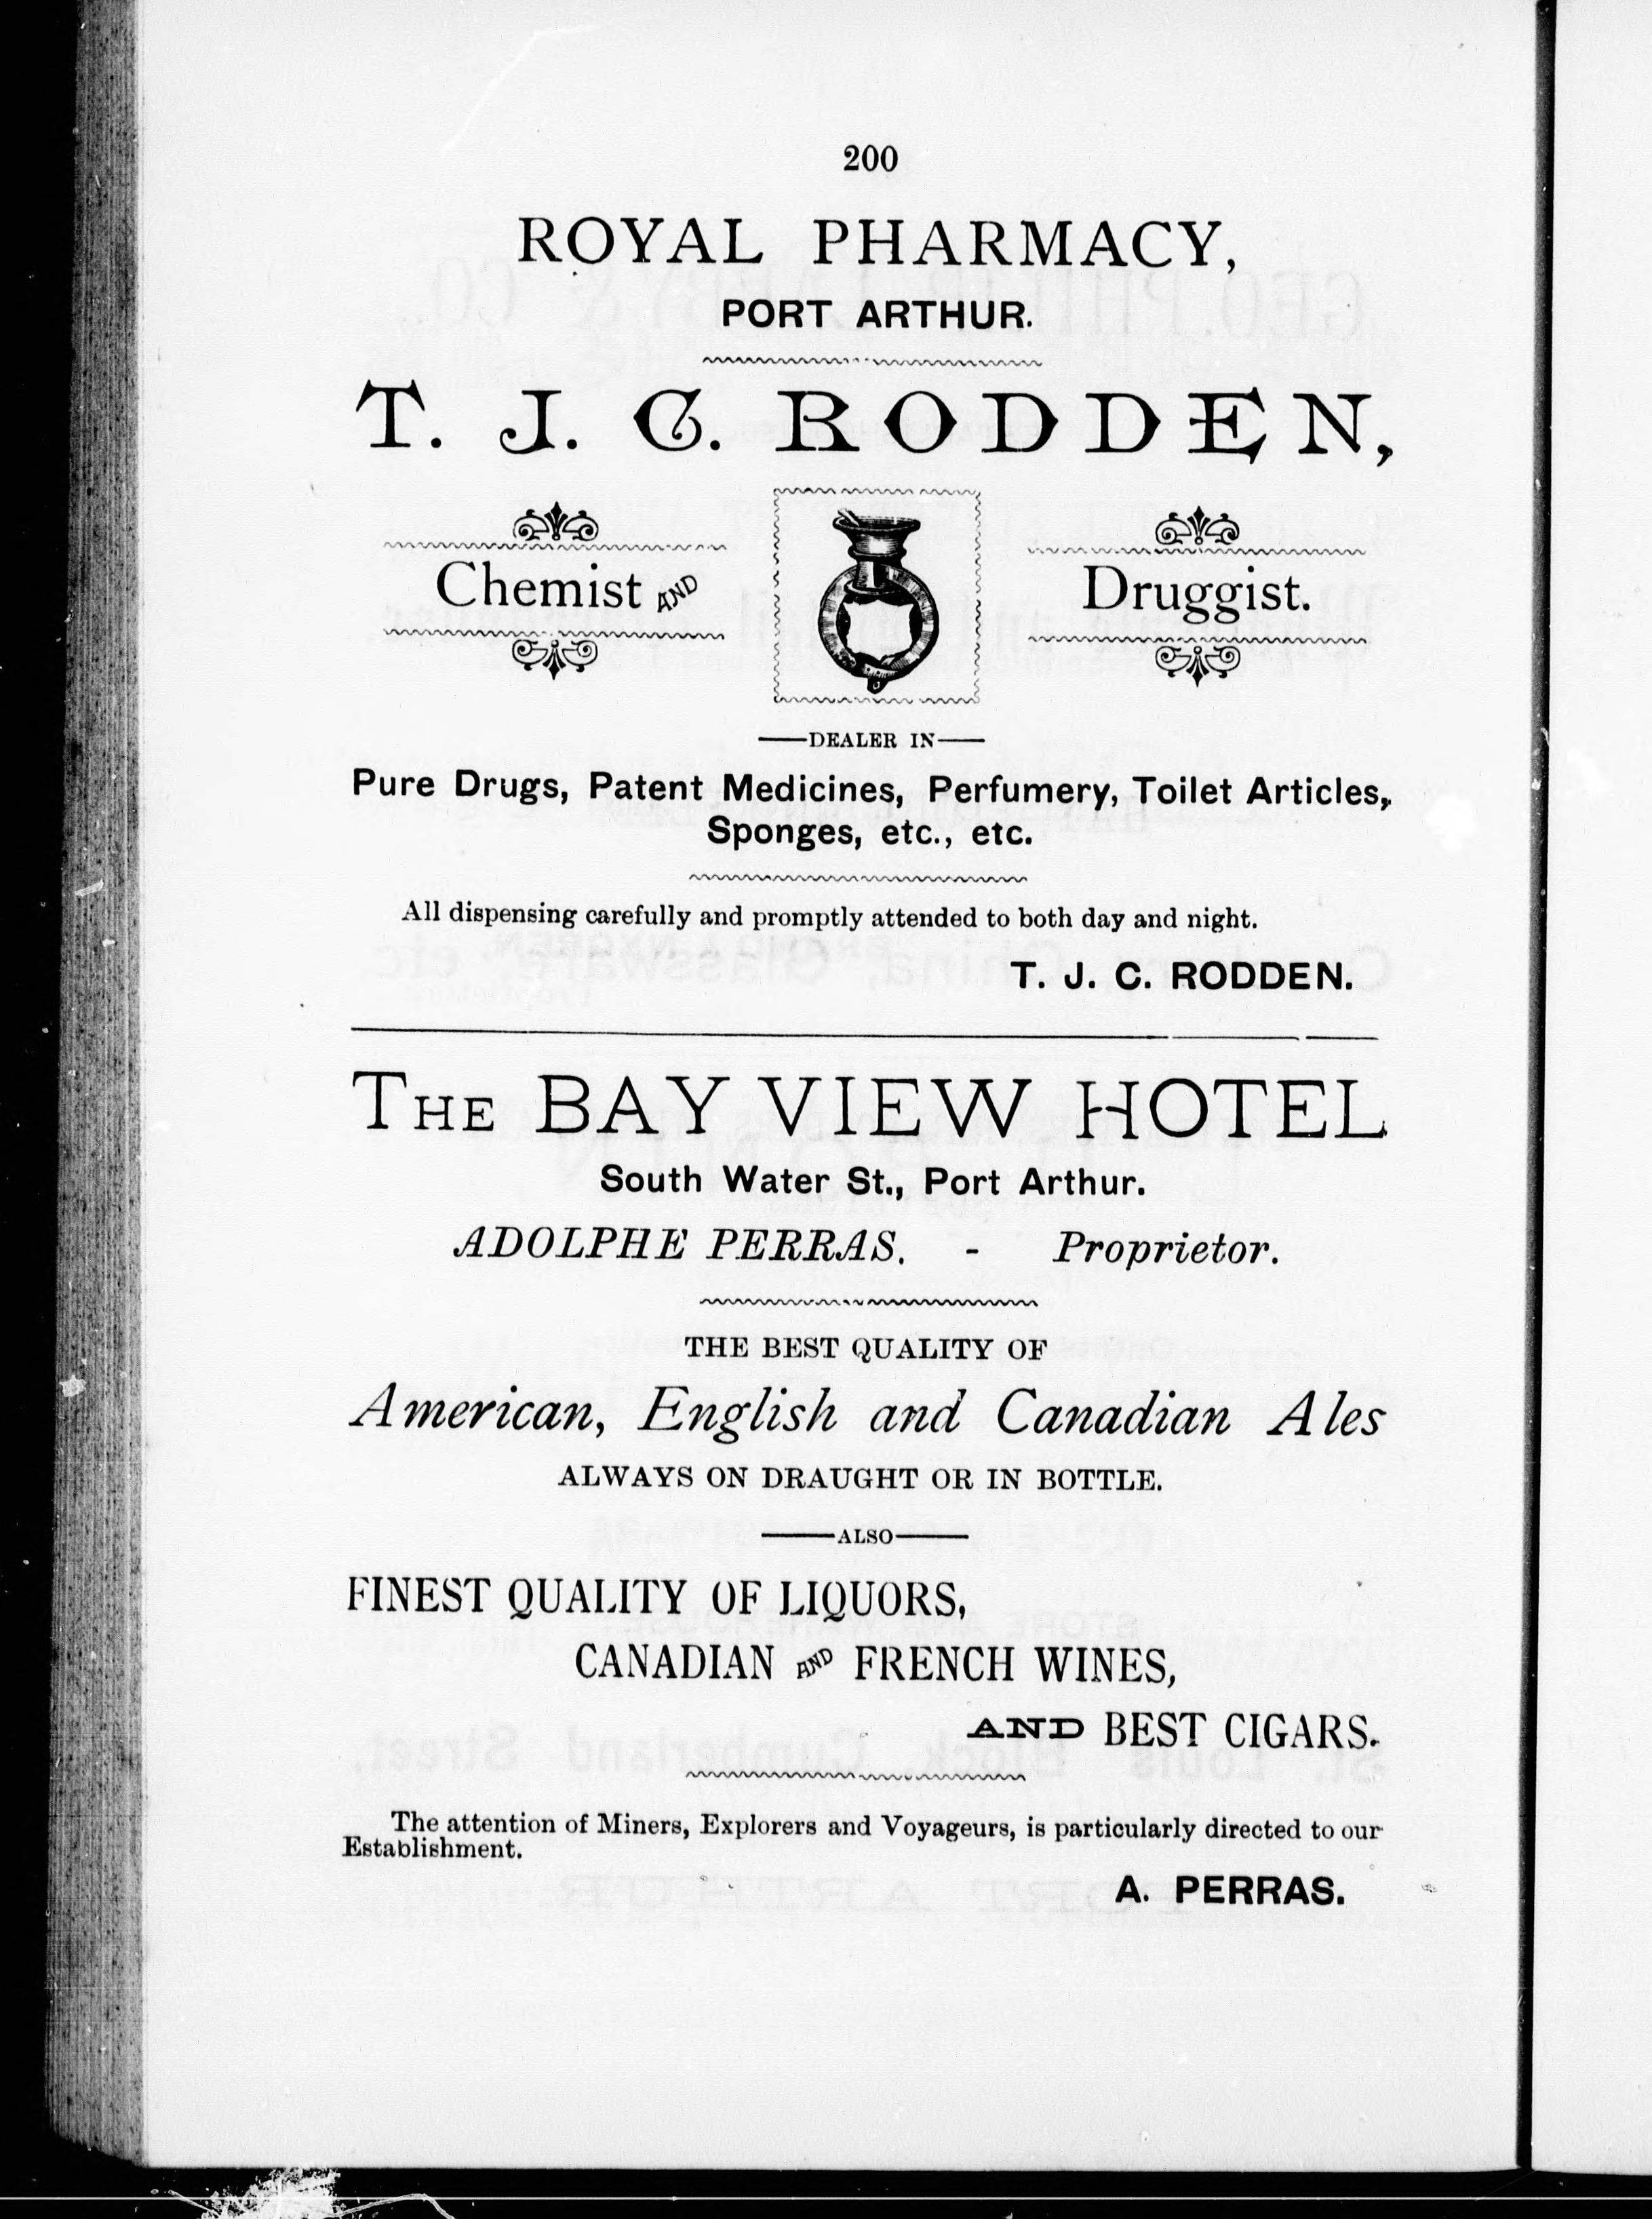 200
ROYAL PHARMACY,
PORT ARTHUR.
T. J. C. RODDEN,
Chemist AND Druggist.
—DEALER IN—
Pure Drugs, Patent Medicines, Perfumery, Toilet Articles,
Sponges, etc., etc.
All dispensing carefully and promptly attended to both day and night.
T. J. C. RODDEN.
THE BAY VIEW HOTEL
South Water St., Port Arthur.
ADOLPHE PERRAS. - Proprietor.
THE BEST QUALITY OF
American, English and Canadian Ales
ALWAYS ON DRAUGHT OR IN BOTTLE.
—ALSO—
FINEST QUALITY OF LIQUORS,
CANADIAN AND FRENCH WINES,
AND BEST CIGARS.
The attention of Miners, Explorers and Voyageurs, is particularly directed to our
Establishment.
A. PERRAS.